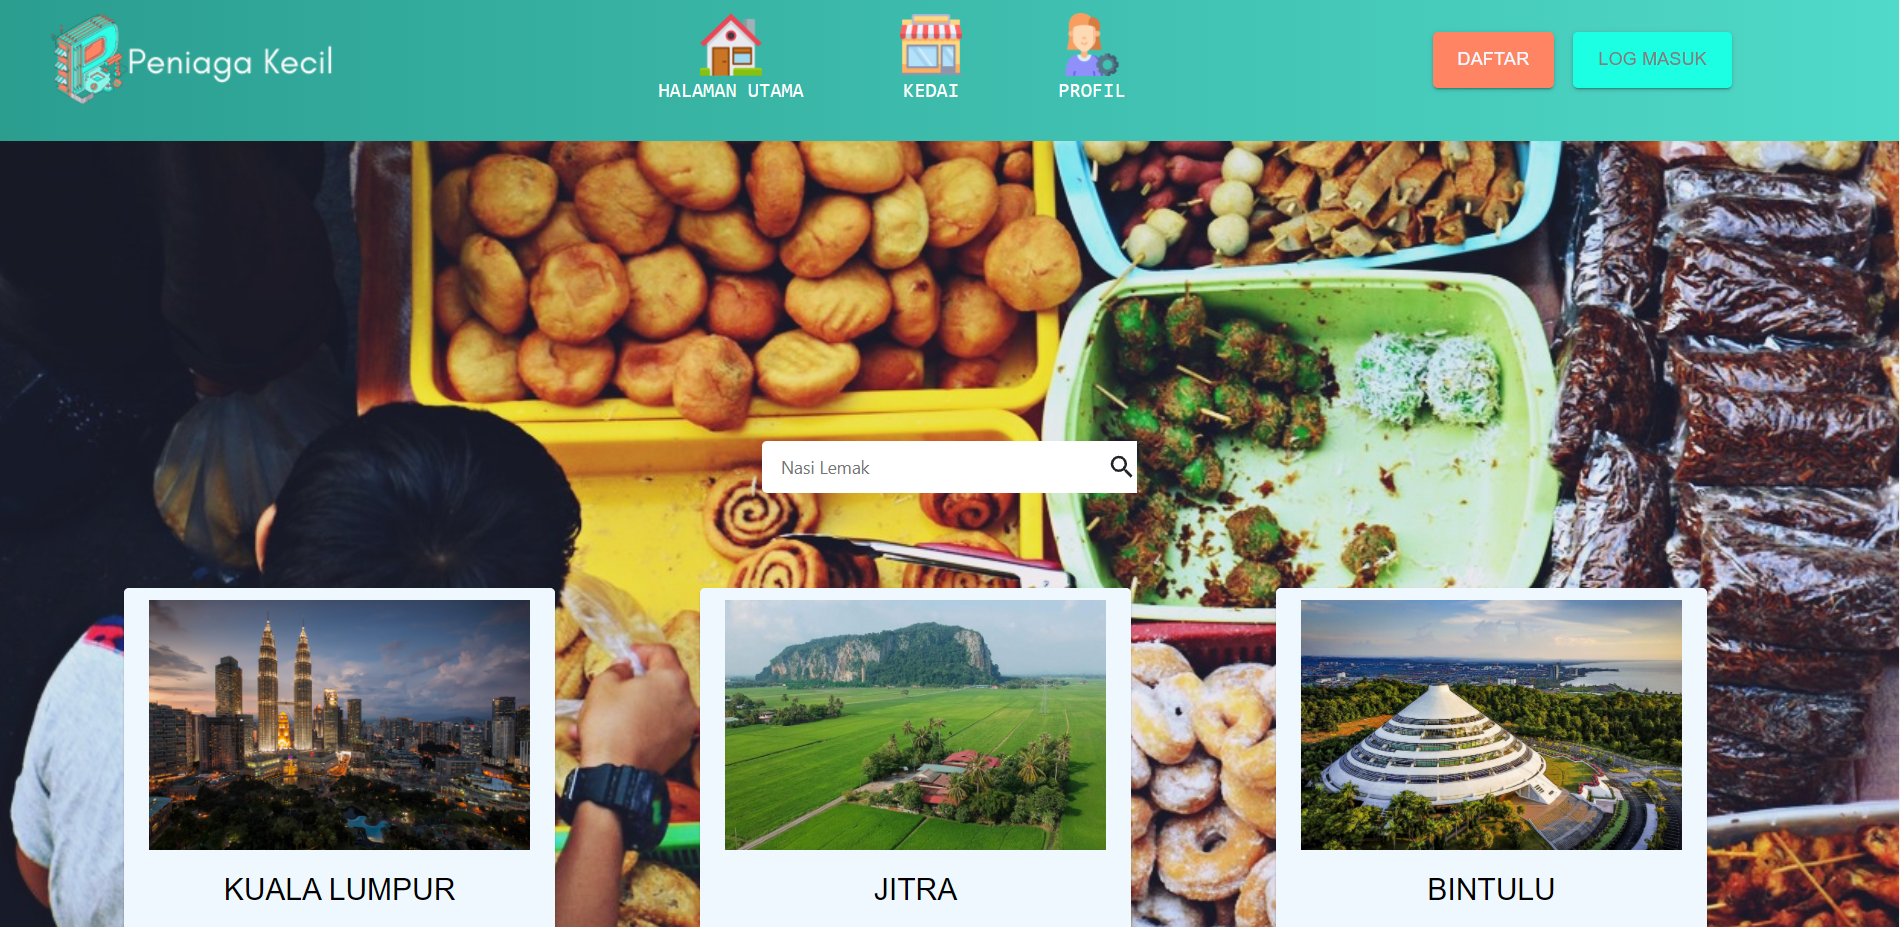 Peniaga Kecil
HALAMAN UTAMA
KEDAI
PROFIL
DAFTAR
LOG MASUK
Nasi Lemak
KUALA LUMPUR
JITRA
BINTULU